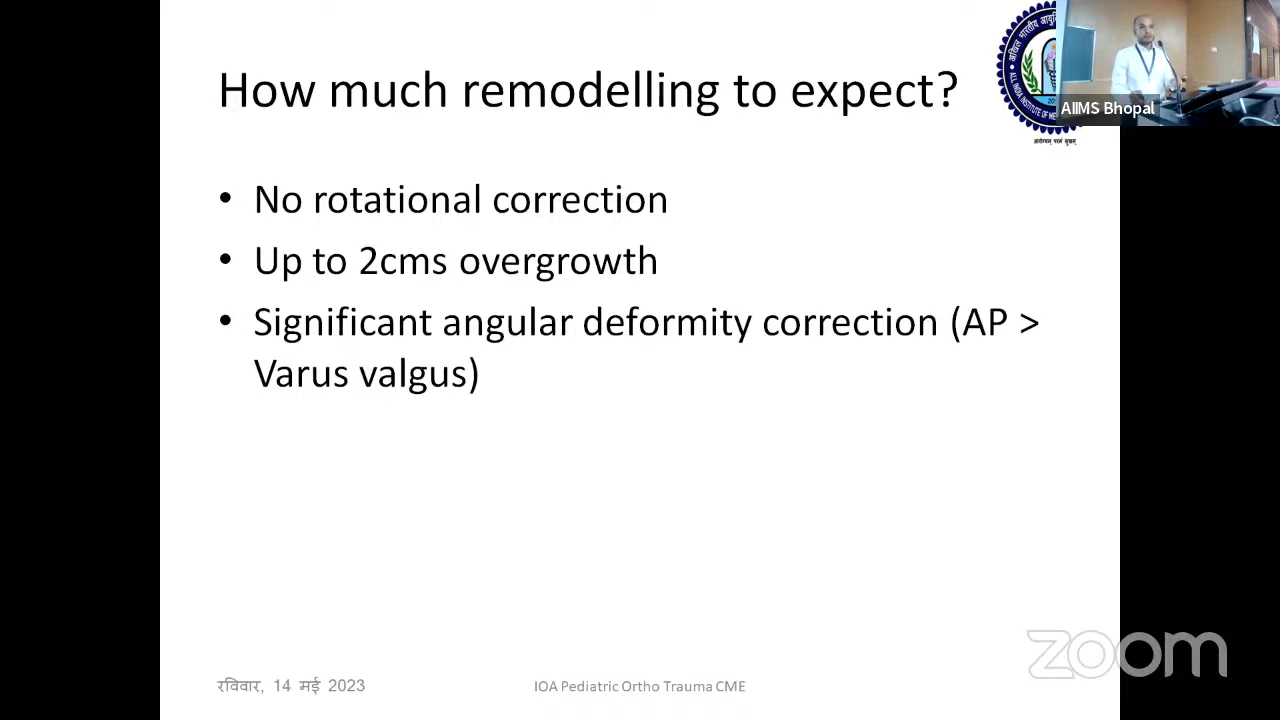 How much remodelling to expect?
AIIMS Bhopal
• No rotational correction
• Up to 2cms overgrowth
• Significant angular deformity correction (AP >
Varus valgus)
zoom
रविवार, 14 मई 2023
IOA Pediatric Ortho Trauma CME